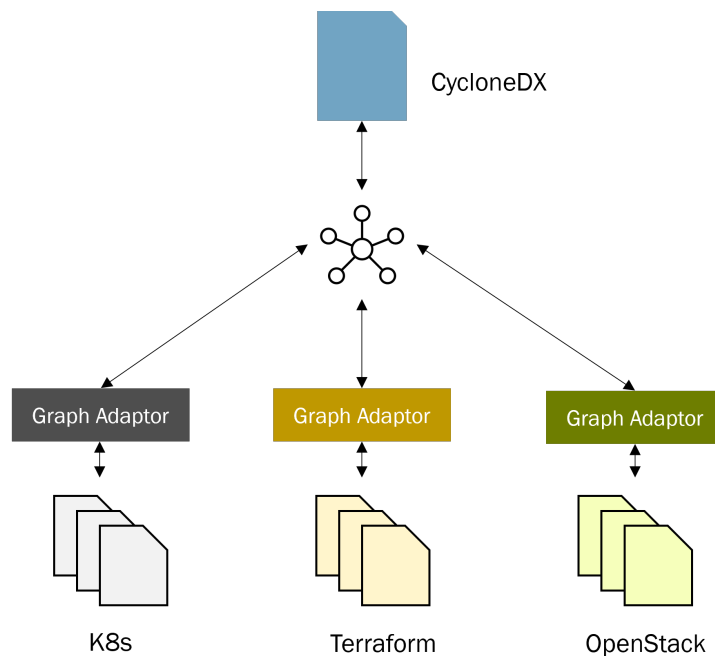 CycloneDX
Graph Adaptor
Graph Adaptor
Graph Adaptor
K8s
Terraform
OpenStack